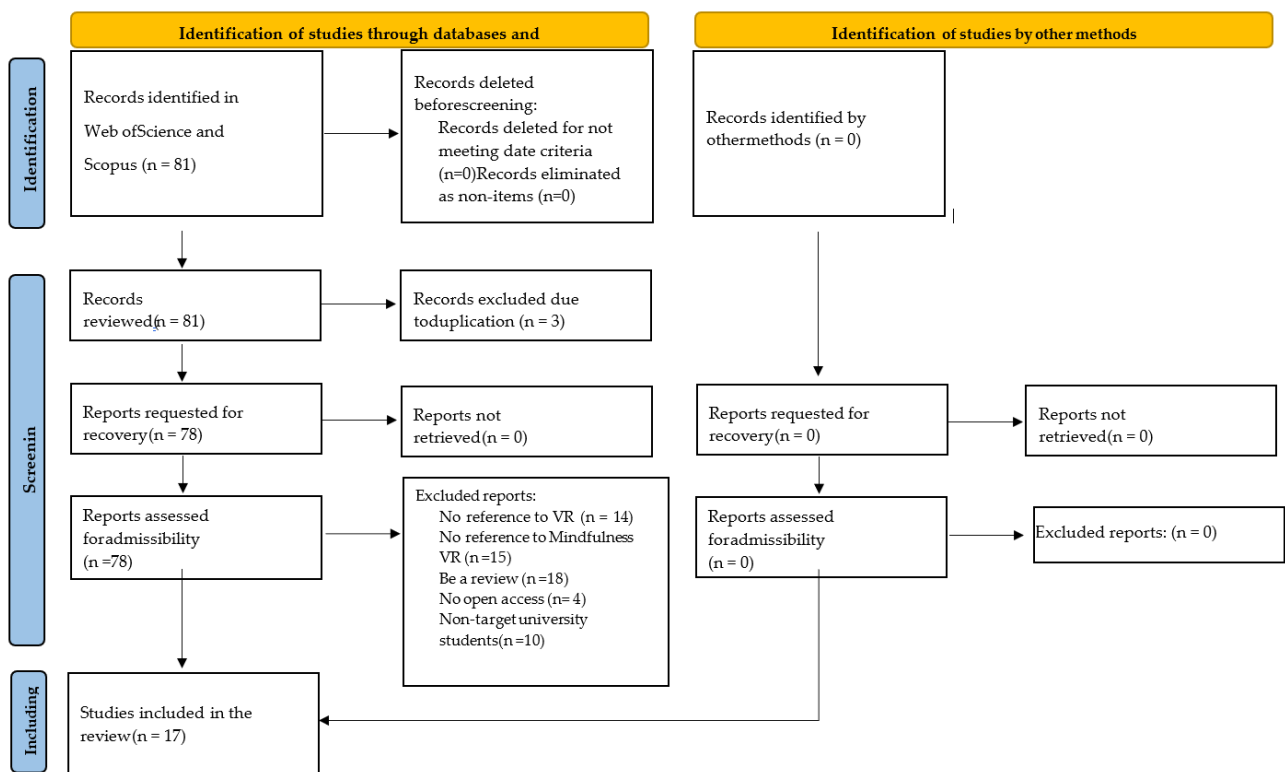 Identification of studies through databases and
Identification of studies by other methods
Identification
Records identified in
Web ofScience and
Scopus (n = 81)
Records deleted
beforescreening:
Records deleted for not
meeting date criteria
(n=0)Records eliminated
as non-items (n=0)
Records identified by
othermethods (n = 0)
Screenin
Records
reviewed(n = 81)
Records excluded due
toduplication (n = 3)
Reports requested for
recovery(n = 78)
Reports not
retrieved(n = 0)
Reports requested for
recovery(n = 0)
Reports not
retrieved(n = 0)
Reports assessed
foradmissibility
(n =78)
Excluded reports:
No reference to VR (n = 14)
No reference to Mindfulness
VR (n =15)
Be a review (n =18)
No open access (n= 4)
Non-target university
students(n =10)
Reports assessed
foradmissibility
(n = 0)
Excluded reports: (n = 0)
Including
Studies included in the
review(n = 17)